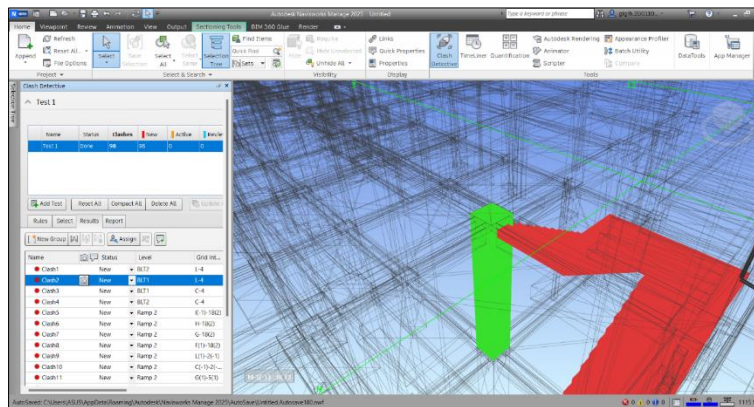 Autodesk Navisworks Manage 2025 Untitled
Type a keyword or phrase
Home Viewpoint Review Animation View Output Sectioning Tools BIM 360 Glue Render
Append
Refresh
Reset All...
File Options
Project
Select
Save Selection
Select All
Selection Tree
Find Items
Quick Find
Sets
Select & Search
Hide
Require
Hide Unselected
Unhide All
Visibility
Links
Quick Properties
Properties
Display
Clash Detective
TimeLiner
Quantification
Autodesk Rendering
Animator
Scripter
Appearance Profiler
Batch Utility
Compare
Tools
DataTools
App Manager
Selection Tree
Clash Detective
Test 1
Name Status Clashes New Active
Test 1 Done 98 98 0 0
Add Test Reset All Compact All Delete All
Rules Select Results Report
New Group Assign
Name Status Level Grid Int...
Clash1 New BLT2 L-4
Clash2 New BLT1 L-4
Clash3 New BLT1 C-4
Clash4 New BLT2 C-4
Clash5 New Ramp 2
Clash6 New Ramp 2
Clash7 New Ramp 2
Clash8 New Ramp 2
Clash9 New Ramp 2
Clash10 New Ramp 2
Clash11 New Ramp 2